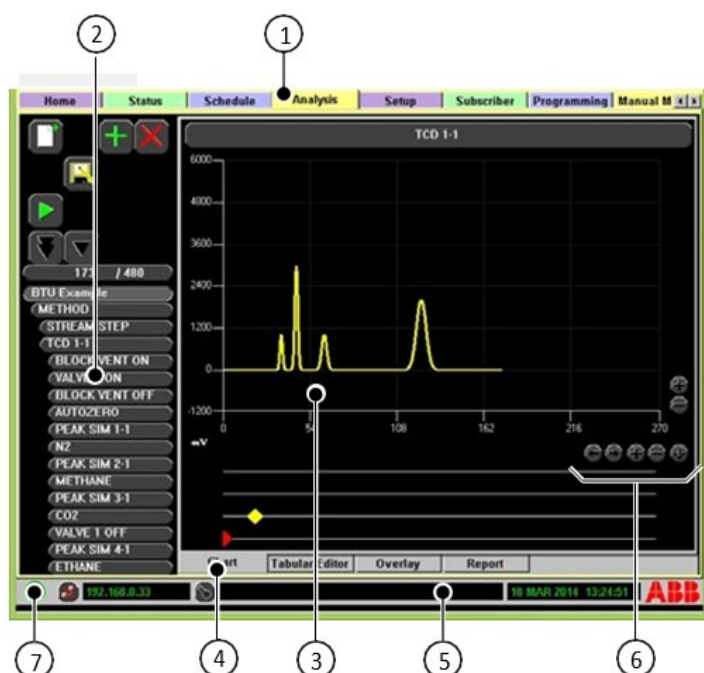 2
1
Home Status Schedule Analysis Setup Subscriber Programming Manual M
TCD 1-1
6000
4800
3600
2400
1200
0
-1200
mV
0 54 108 162 216 270
173 / 480
BTU Example
METHOD
STREAM STEP
TCD 1-1
BLOCK VENT ON
ON
BLOCK VENT OFF
AUTOZERO
PEAK SIM 1-1
N2
PEAK SIM 2-1
METHANE
PEAK SIM 3-1
CO2
VALVE 1 OFF
PEAK SIM 4-1
ETHANE
Tabular Editor Overlay Report
192.168.0.33
18 MAR 2014 13:24:51
ABB
7
4
3
5
6